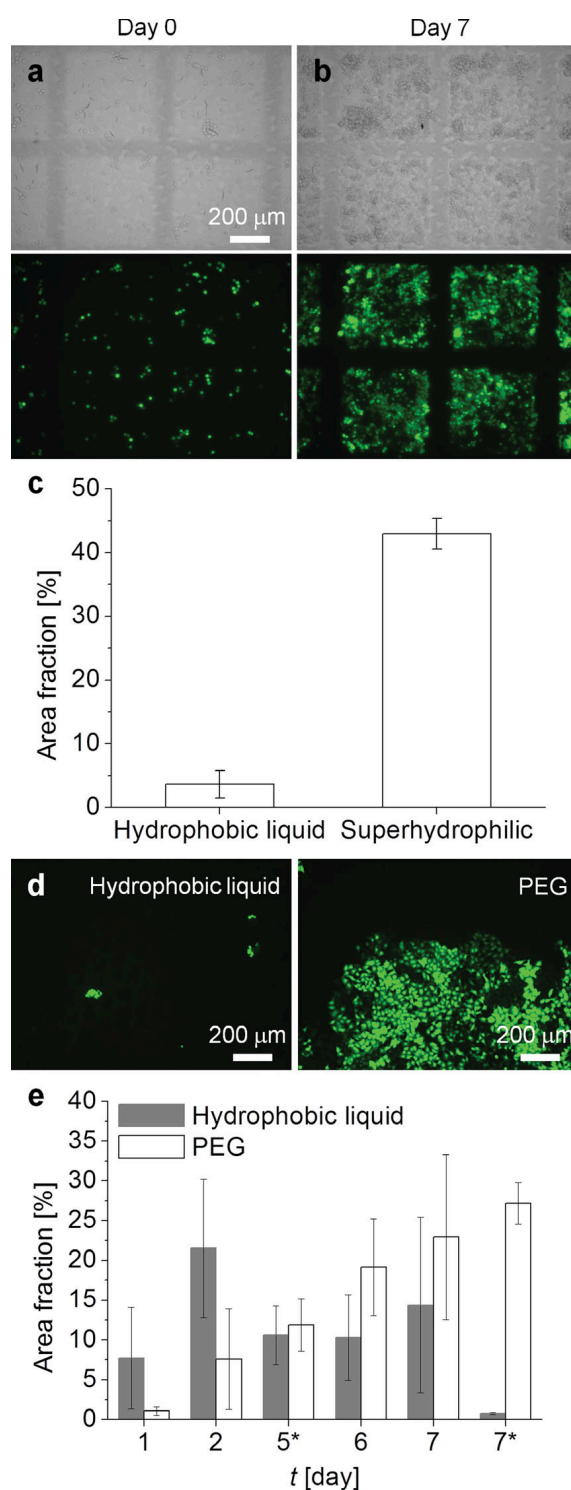 Day 0
Day 7
a
b
200 μm
c
Area fraction [%]
50
40
30
20
10
0
Hydrophobic liquid
Superhydrophilic
d
Hydrophobic liquid
PEG
200 μm
200 μm
e
Hydrophobic liquid
PEG
Area fraction [%]
40
35
30
25
20
15
10
5
0
1 2 5* 6 7 7*
t [day]